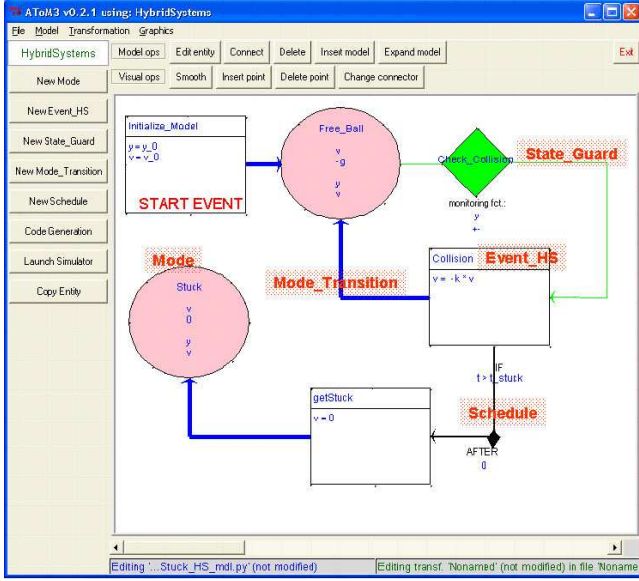 AToM3 v0.2.1 using: HybridSystems
File Model Transformation Graphics
HybridSystems
Model ops Edit entity Connect Delete Insert model Expand model Exit
Visual ops Smooth Insert point Delete point Change connector
New Mode
New Event_HS
New State_Guard
New Mode_Transition
New Schedule
Code Generation
Launch Simulator
Copy Entity
Initialize_Model
y = y_0
v = v_0
START EVENT
Free_Ball
v
-g
y
v
Check_Collision
State_Guard
monitoring fct.:
y
+-
Mode
Stuck
v
0
y
v
Mode_Transition
Collision
Event_HS
v = -k * v
IF
t > t_stuck
getStuck
v = 0
Schedule
AFTER
0
Editing '...Stuck_HS_mdl.py' (not modified)
Editing transf. 'Nonamed' (not modified) in file 'Noname